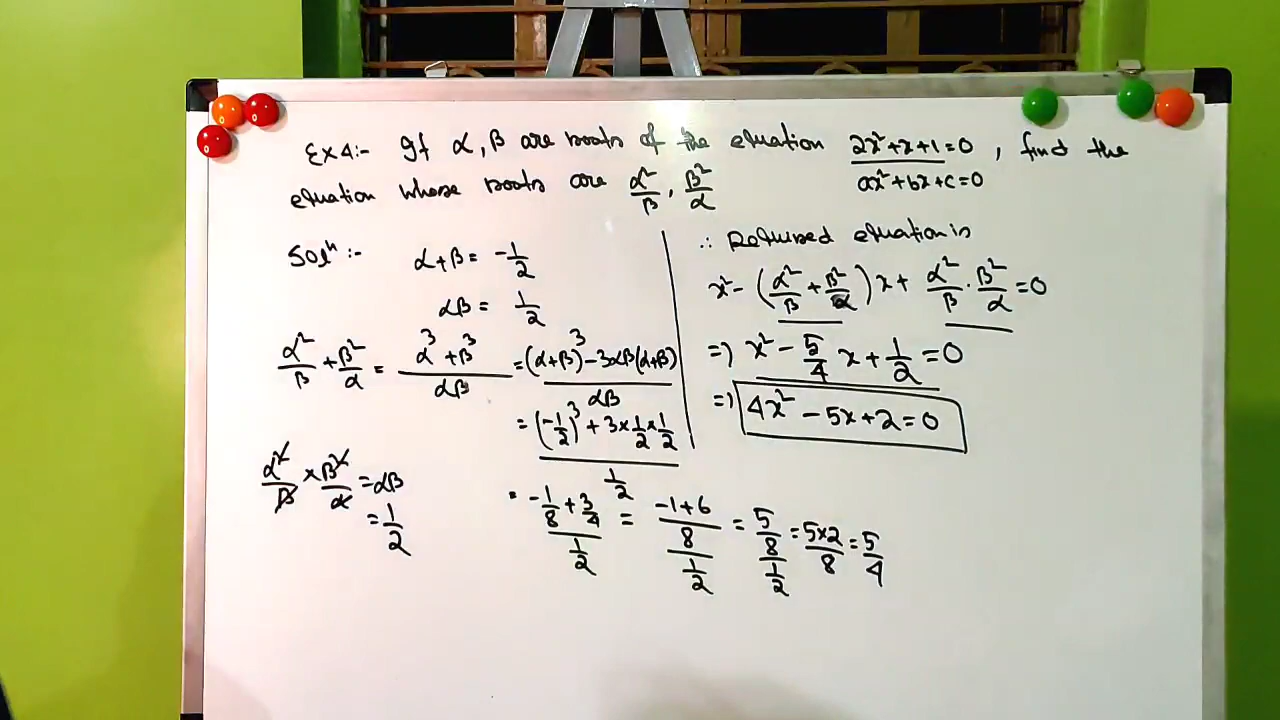 Ex4:- If α, β are roots of the equation 2x²+x+1=0, find the
ax²+bx+c=0
equation whose roots are α²/β, β²/α
Solⁿ :- α+β = -1/2
αβ = 1/2
α²/β + β²/α = (α³+β³)/αβ = ((α+β)³-3αβ(α+β))/αβ
= ((-1/2)³ + 3×1/2×1/2)/(1/2)
= (-1/8+3/4)/(1/2) = ((-1+6)/8)/(1/2) = (5/8)/(1/2) = (5×2)/8 = 5/4
α²/β × β²/α = αβ
= 1/2
∴ Required equation is
x² - (α²/β + β²/α)x + α²/β · β²/α = 0
=) x² - 5/4 x + 1/2 = 0
=) 4x² - 5x + 2 = 0